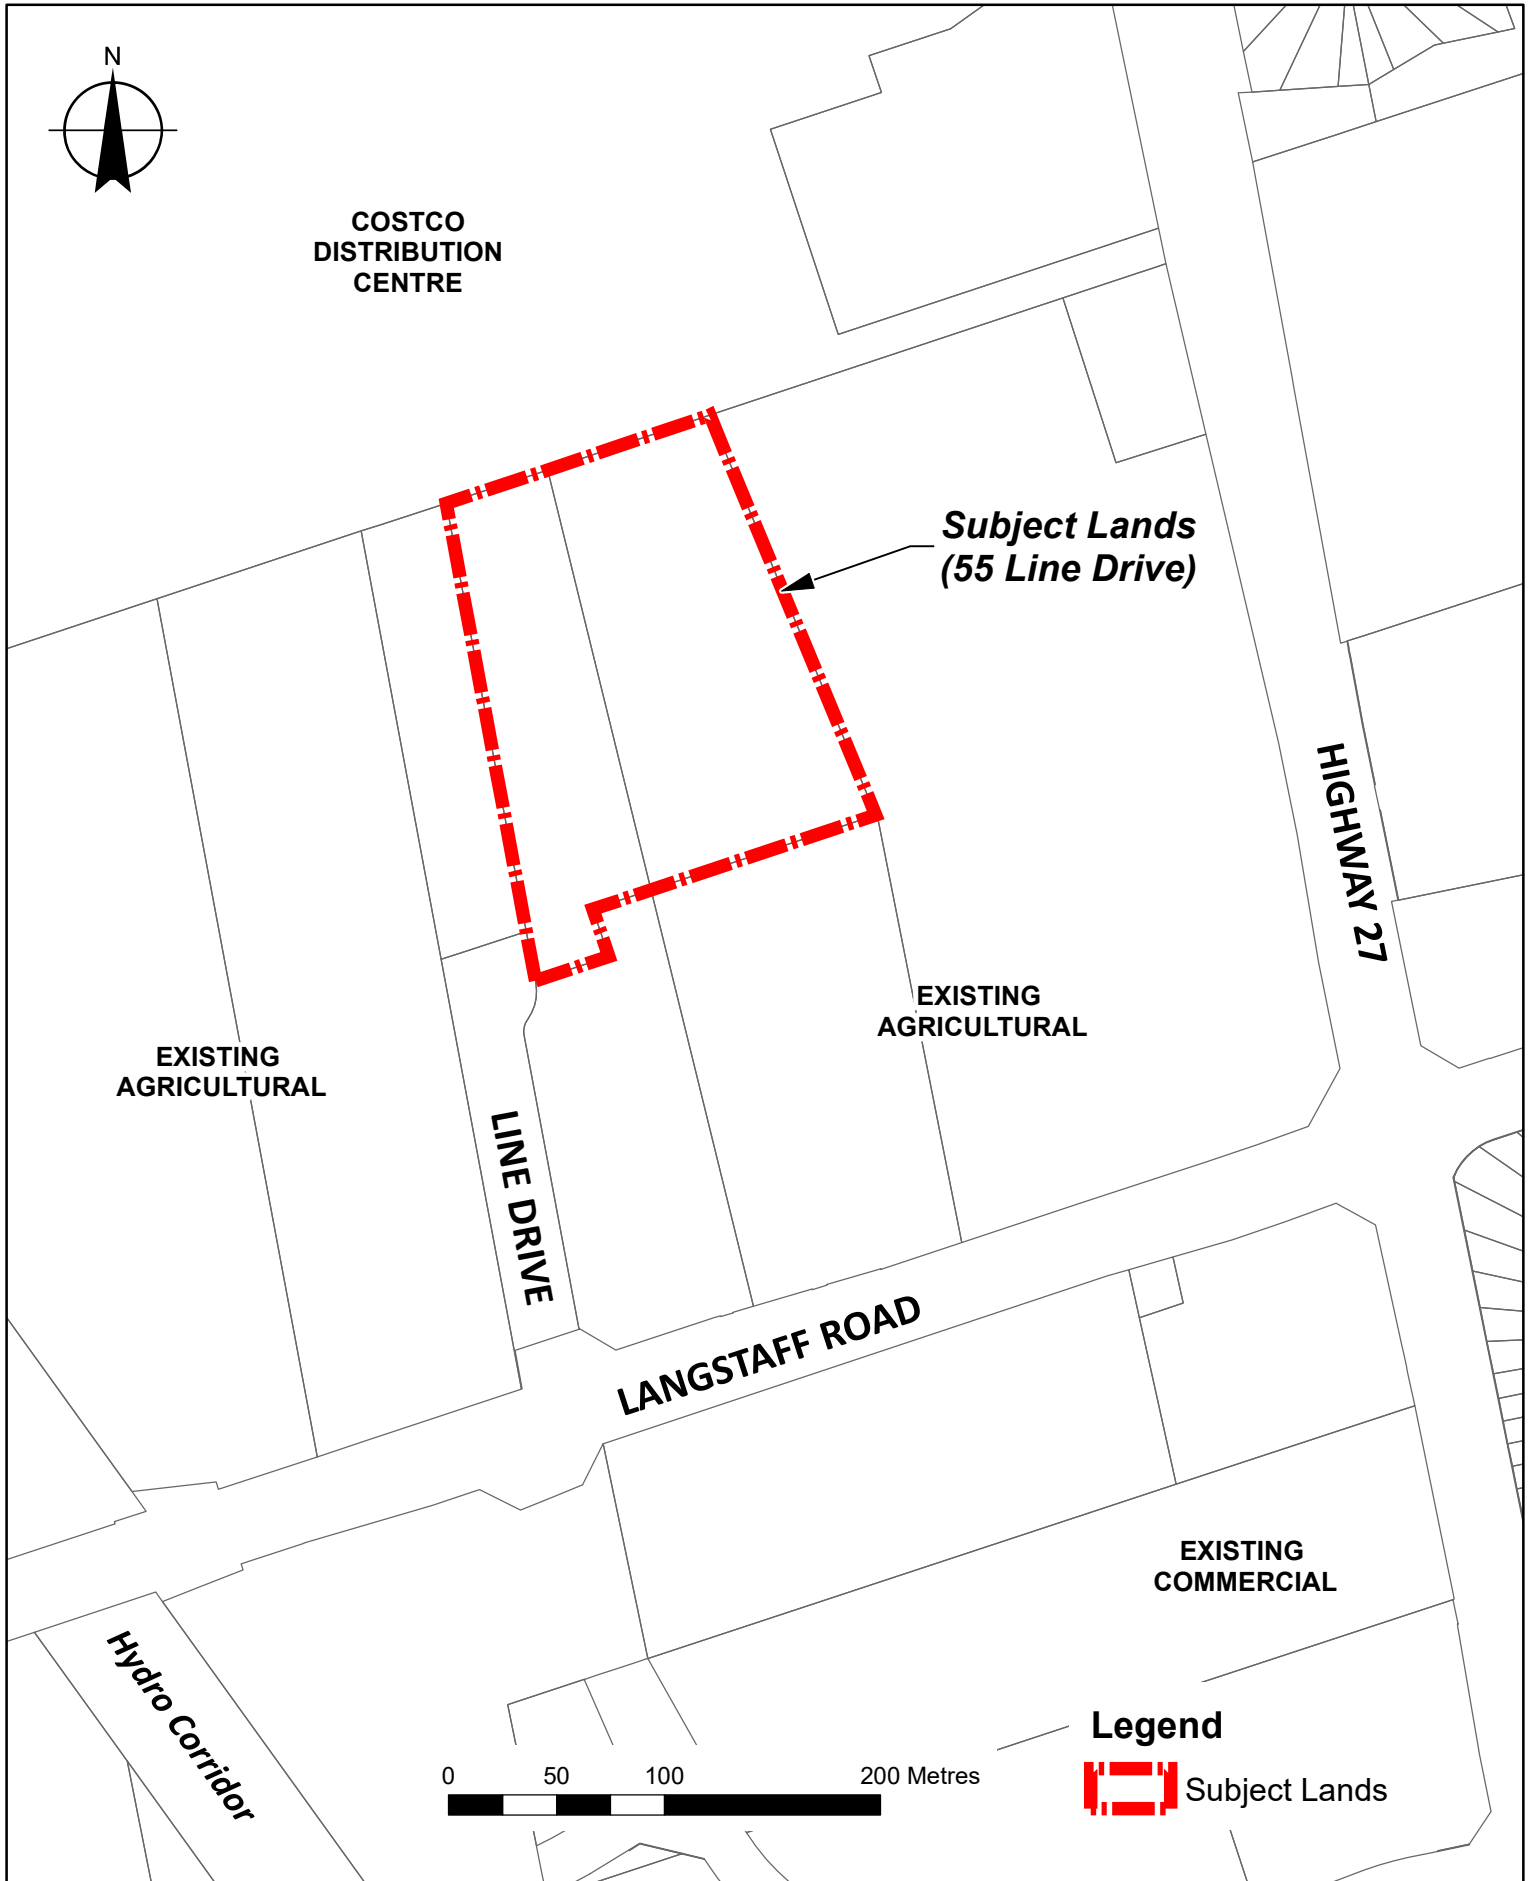 N
COSTCO
DISTRIBUTION
CENTRE
Subject Lands
(55 Line Drive)
HIGHWAY 27
EXISTING
AGRICULTURAL
EXISTING
AGRICULTURAL
LINE DRIVE
LANGSTAFF ROAD
EXISTING
COMMERCIAL
Hydro Corridor
Legend
0 50 100 200 Metres
Subject Lands